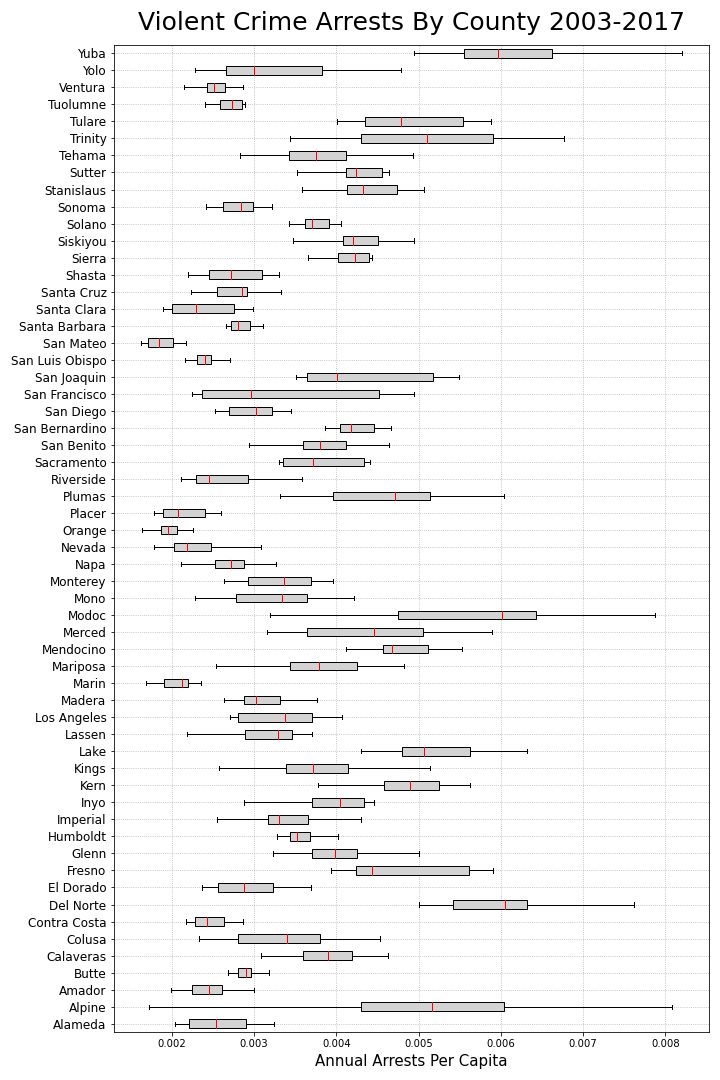 Violent Crime Arrests By County 2003-2017
Yuba
Yolo
Ventura
Tuolumne
Tulare
Trinity
Tehama
Sutter
Stanislaus
Sonoma
Solano
Siskiyou
Sierra
Shasta
Santa Cruz
Santa Clara
Santa Barbara
San Mateo
San Luis Obispo
San Joaquin
San Francisco
San Diego
San Bernardino
San Benito
Sacramento
Riverside
Plumas
Placer
Orange
Nevada
Napa
Monterey
Mono
Modoc
Merced
Mendocino
Mariposa
Marin
Madera
Los Angeles
Lassen
Lake
Kings
Kern
Inyo
Imperial
Humboldt
Glenn
Fresno
El Dorado
Del Norte
Contra Costa
Colusa
Calaveras
Butte
Amador
Alpine
Alameda
0.002 0.003 0.004 0.005 0.006 0.007 0.008
Annual Arrests Per Capita